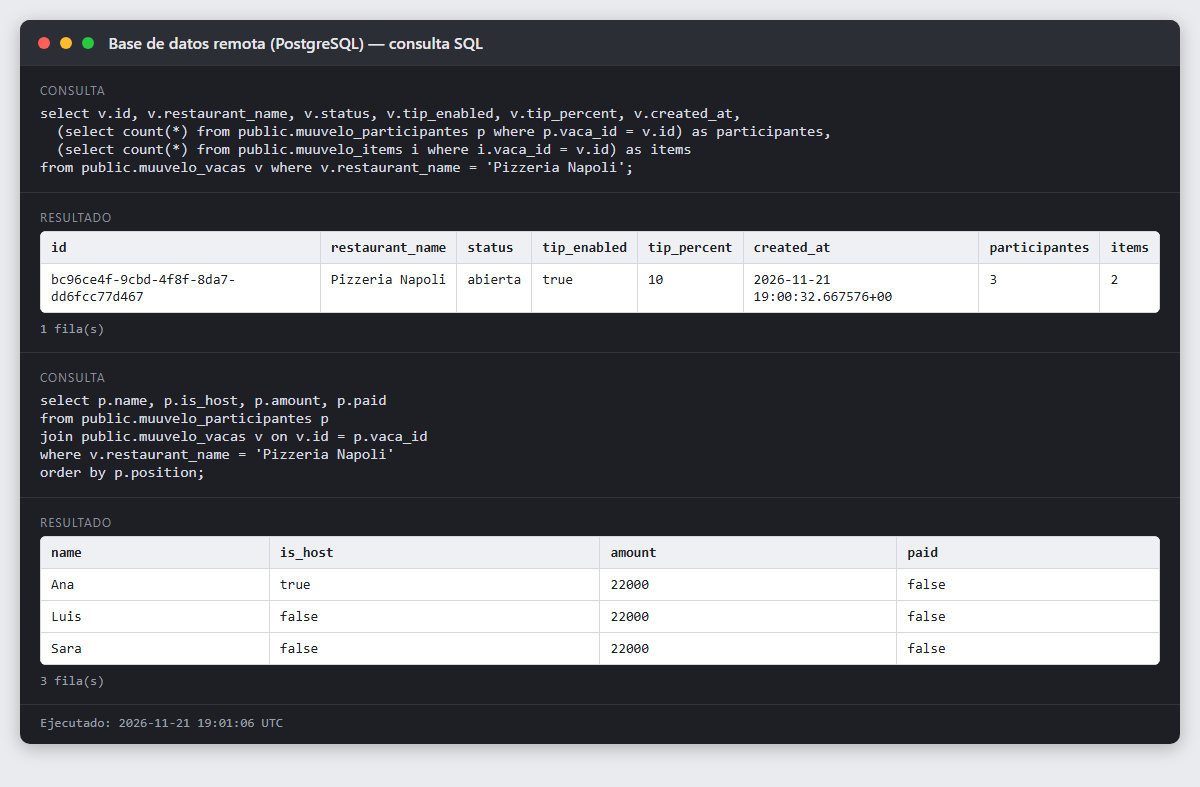 Base de datos remota (PostgreSQL) — consulta SQL
CONSULTA
select v.id, v.restaurant_name, v.status, v.tip_enabled, v.tip_percent, v.created_at,
(select count(*) from public.muuvelo_participantes p where p.vaca_id = v.id) as participantes,
(select count(*) from public.muuvelo_items i where i.vaca_id = v.id) as items
from public.muuvelo_vacas v where v.restaurant_name = 'Pizzeria Napoli';
RESULTADO
id restaurant_name status tip_enabled tip_percent created_at participantes items
bc96ce4f-9cbd-4f8f-8da7- Pizzeria Napoli abierta true 10 2026-11-21 3 2
dd6fcc77d467 19:00:32.667576+00
1 fila(s)
CONSULTA
select p.name, p.is_host, p.amount, p.paid
from public.muuvelo_participantes p
join public.muuvelo_vacas v on v.id = p.vaca_id
where v.restaurant_name = 'Pizzeria Napoli'
order by p.position;
RESULTADO
name is_host amount paid
Ana true 22000 false
Luis false 22000 false
Sara false 22000 false
3 fila(s)
Ejecutado: 2026-11-21 19:01:06 UTC